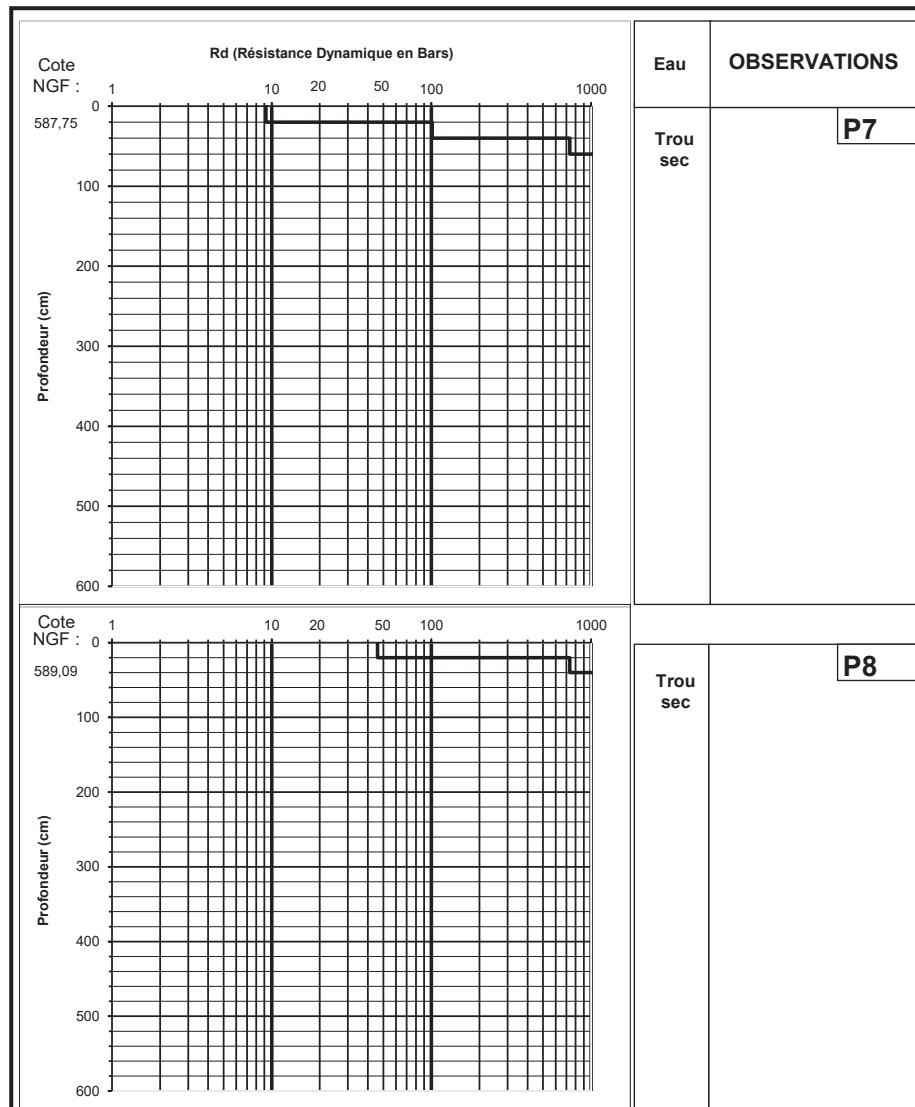 Rd (Résistance Dynamique en Bars)
Eau
OBSERVATIONS
Cote
NGF :
1
10
20
50
100
1000
0
587,75
100
200
300
400
500
600
Profondeur (cm)
Trou
sec
P7
Cote
NGF :
1
10
20
50
100
1000
0
589,09
100
200
300
400
500
600
Profondeur (cm)
Trou
sec
P8